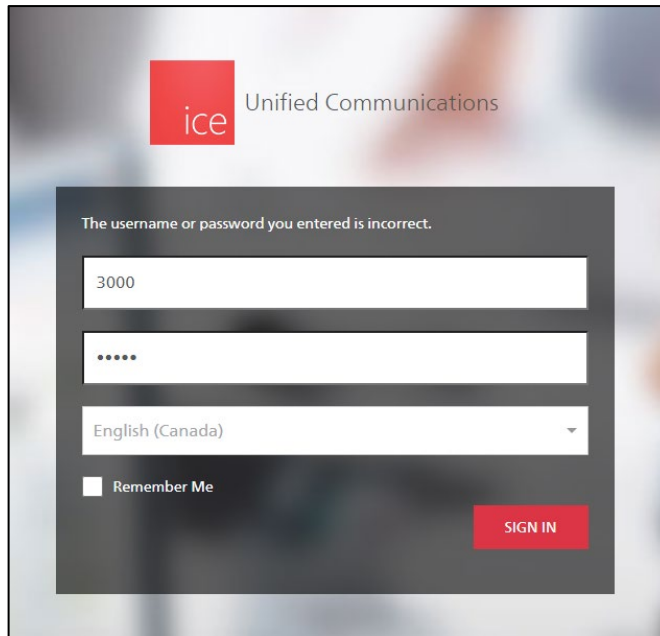 ice Unified Communications
The username or password you entered is incorrect.
3000
•••••
English (Canada)
Remember Me
SIGN IN